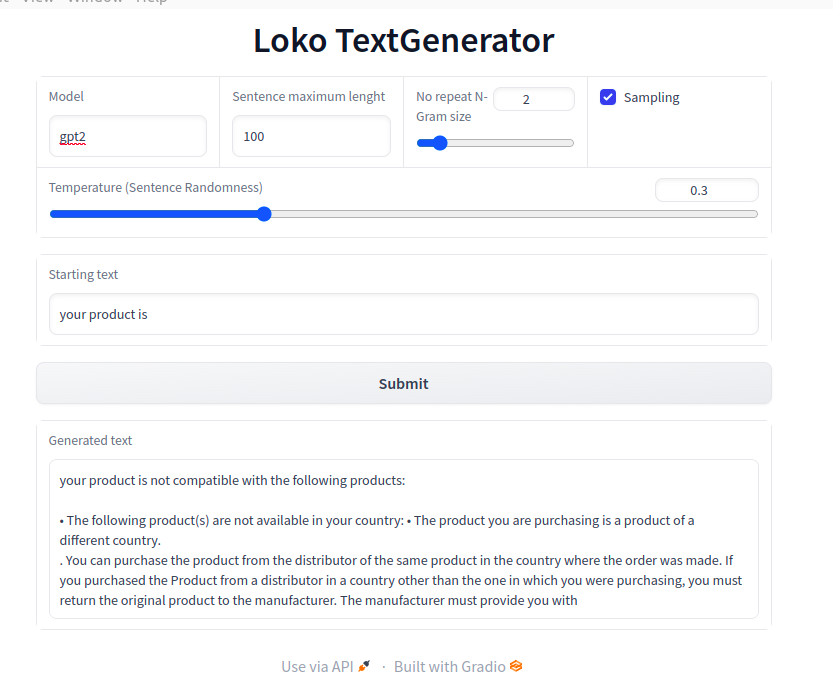 View Window Help
Loko TextGenerator
Model
gpt2
Sentence maximum lenght
100
No repeat N-
Gram size
2
Sampling
Temperature (Sentence Randomness)
0.3
Starting text
your product is
Submit
Generated text
your product is not compatible with the following products:
• The following product(s) are not available in your country: • The product you are purchasing is a product of a
different country.
. You can purchase the product from the distributor of the same product in the country where the order was made. If
you purchased the Product from a distributor in a country other than the one in which you were purchasing, you must
return the original product to the manufacturer. The manufacturer must provide you with
Use via API · Built with Gradio